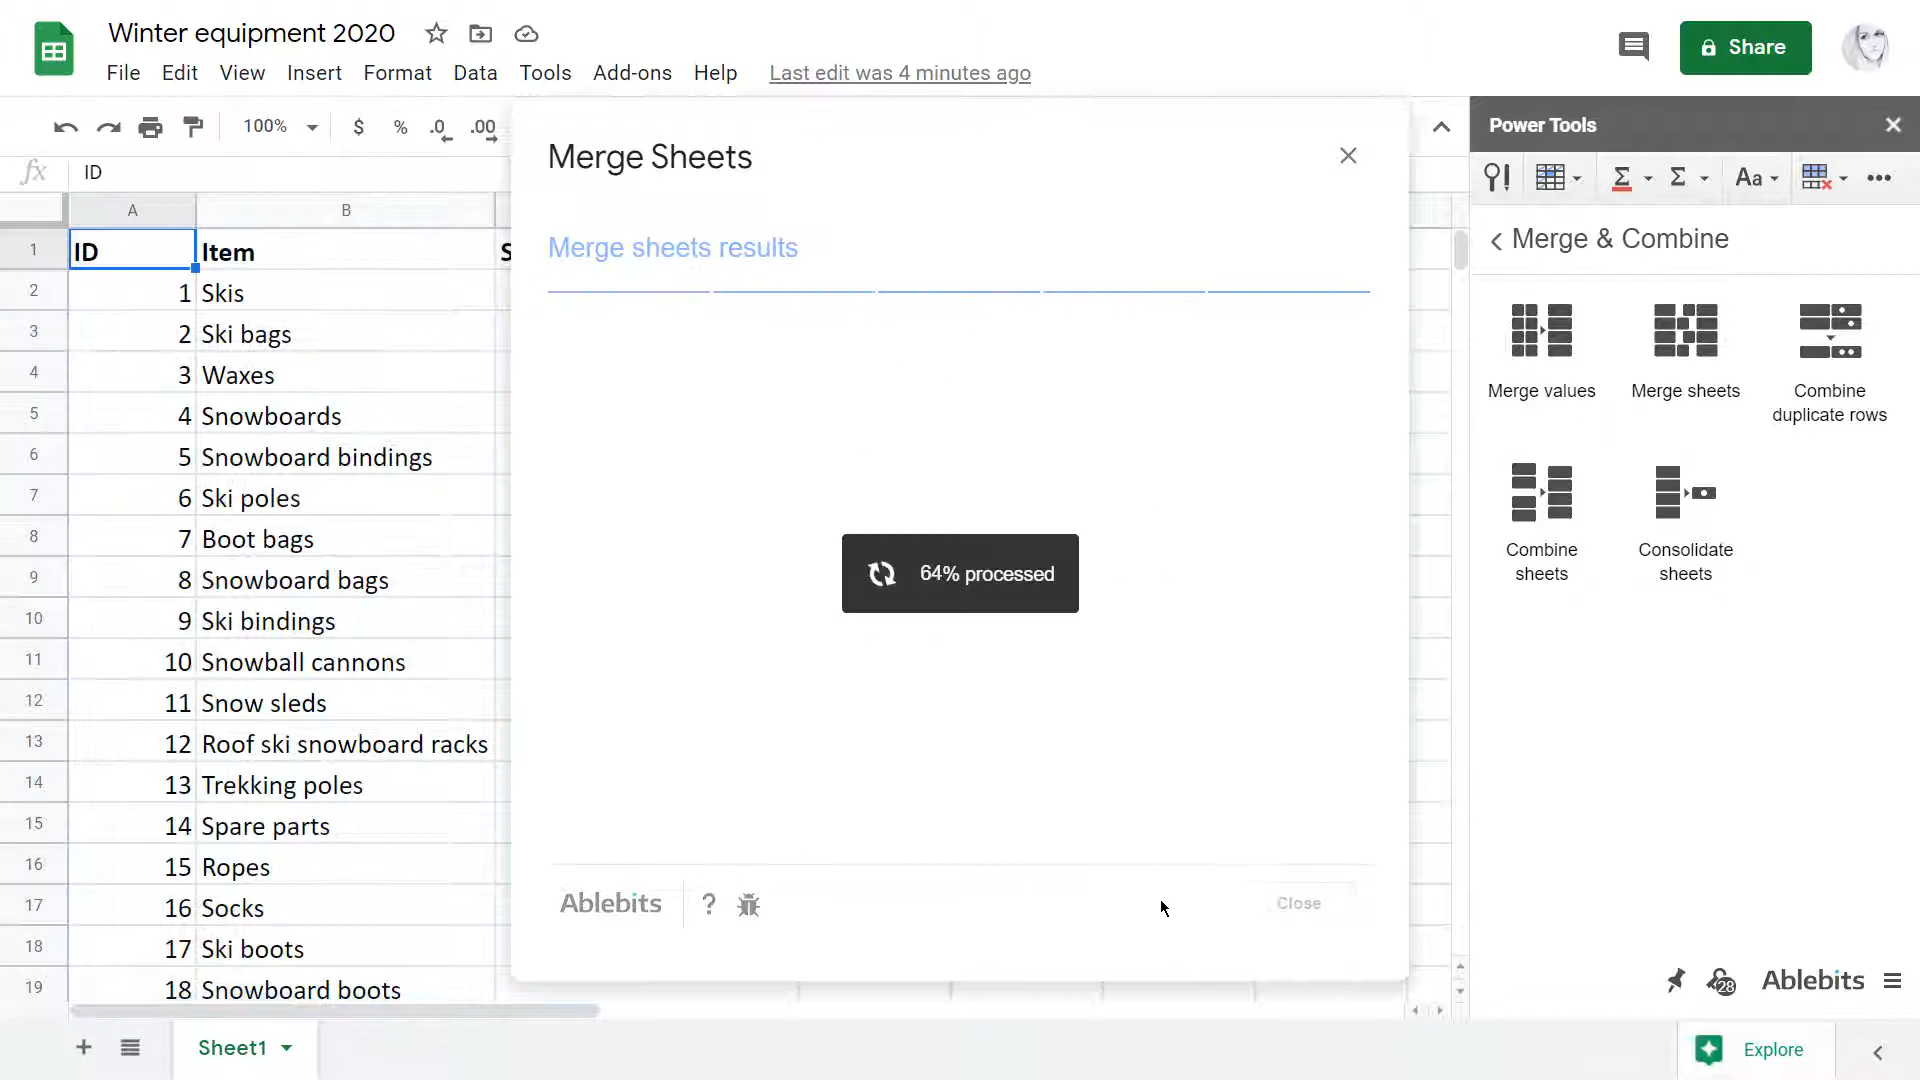 Winter equipment 2020
File Edit View Insert Format Data Tools Add-ons Help Last edit was 4 minutes ago
Share
100% $ % .0 .00
fx ID
A B
1 ID Item S
2 1 Skis
3 2 Ski bags
4 3 Waxes
5 4 Snowboards
6 5 Snowboard bindings
7 6 Ski poles
8 7 Boot bags
9 8 Snowboard bags
10 9 Ski bindings
11 10 Snowball cannons
12 11 Snow sleds
13 12 Roof ski snowboard racks
14 13 Trekking poles
15 14 Spare parts
16 15 Ropes
17 16 Socks
18 17 Ski boots
19 18 Snowboard boots
Sheet1
Merge Sheets
Merge sheets results
64% processed
Ablebits ? Close
Power Tools
Σ Σ Aa
Merge & Combine
Merge values
Merge sheets
Combine
duplicate rows
Combine
sheets
Consolidate
sheets
28 Ablebits
Explore